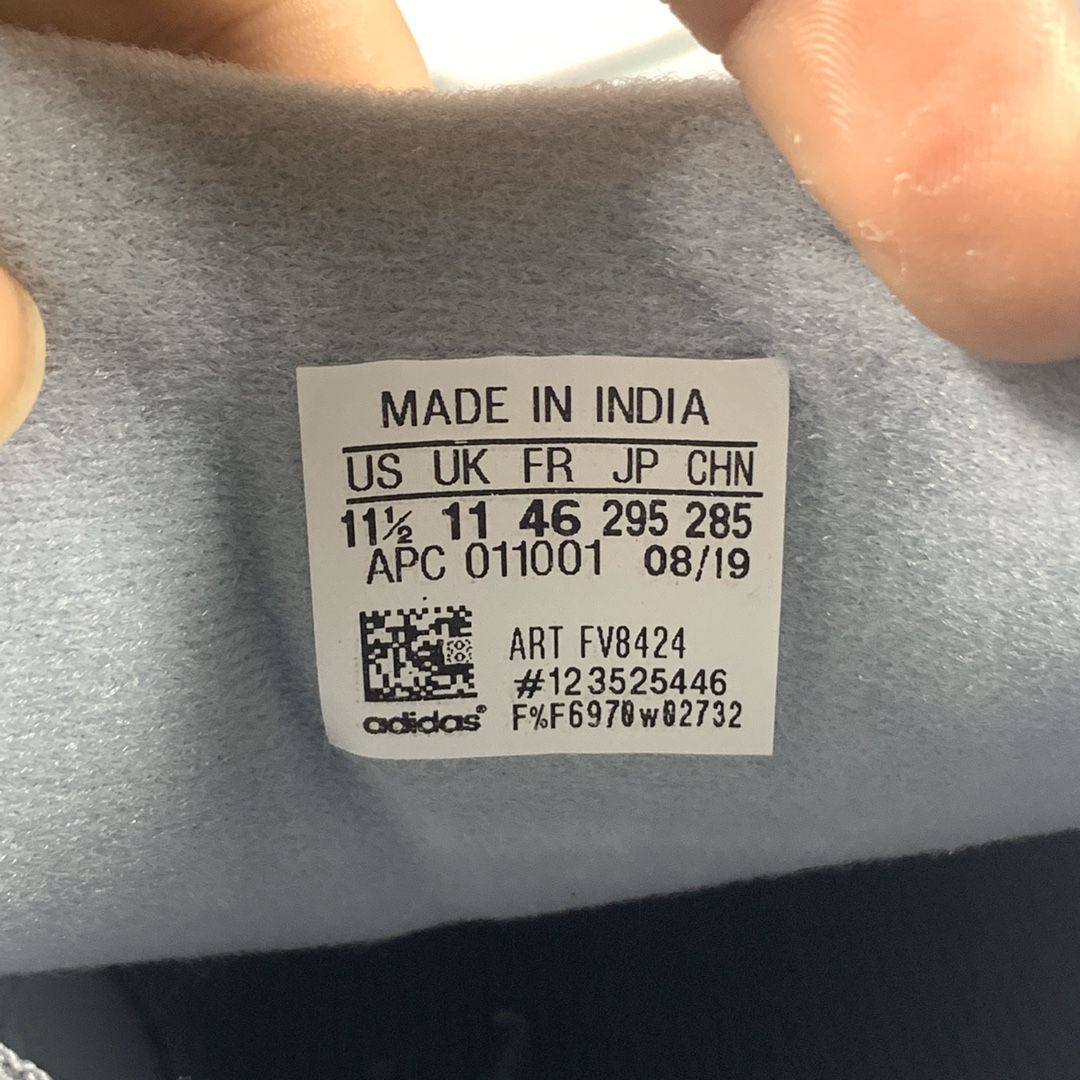 MADE IN INDIA
US UK FR JP CHN
11½ 11 46 295 285
APC 011001 08/19
ART FV8424
#123525446
adidas® F%F6970w02732